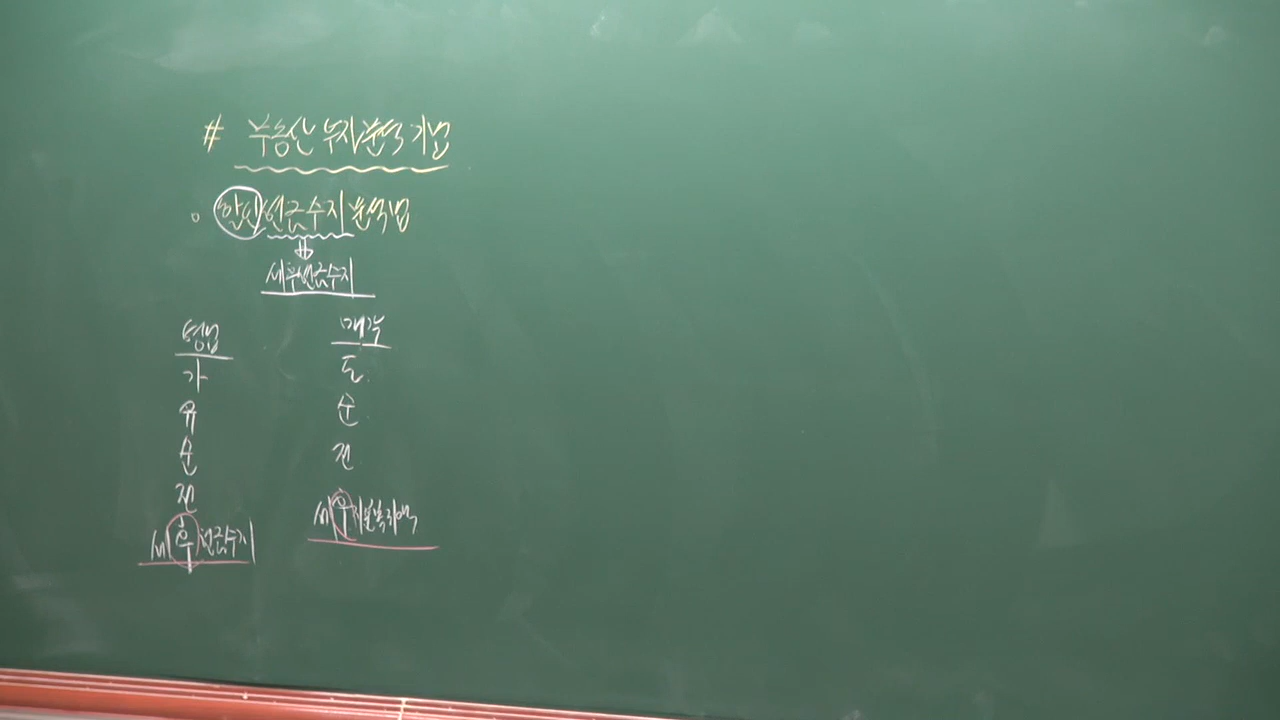 # 부동산 투자분석 기법
○ 할인현금수지 분석법
세후현금수지
영업
가
유
순
전
세후현금수지
매각
도
순
전
세후지분복귀액